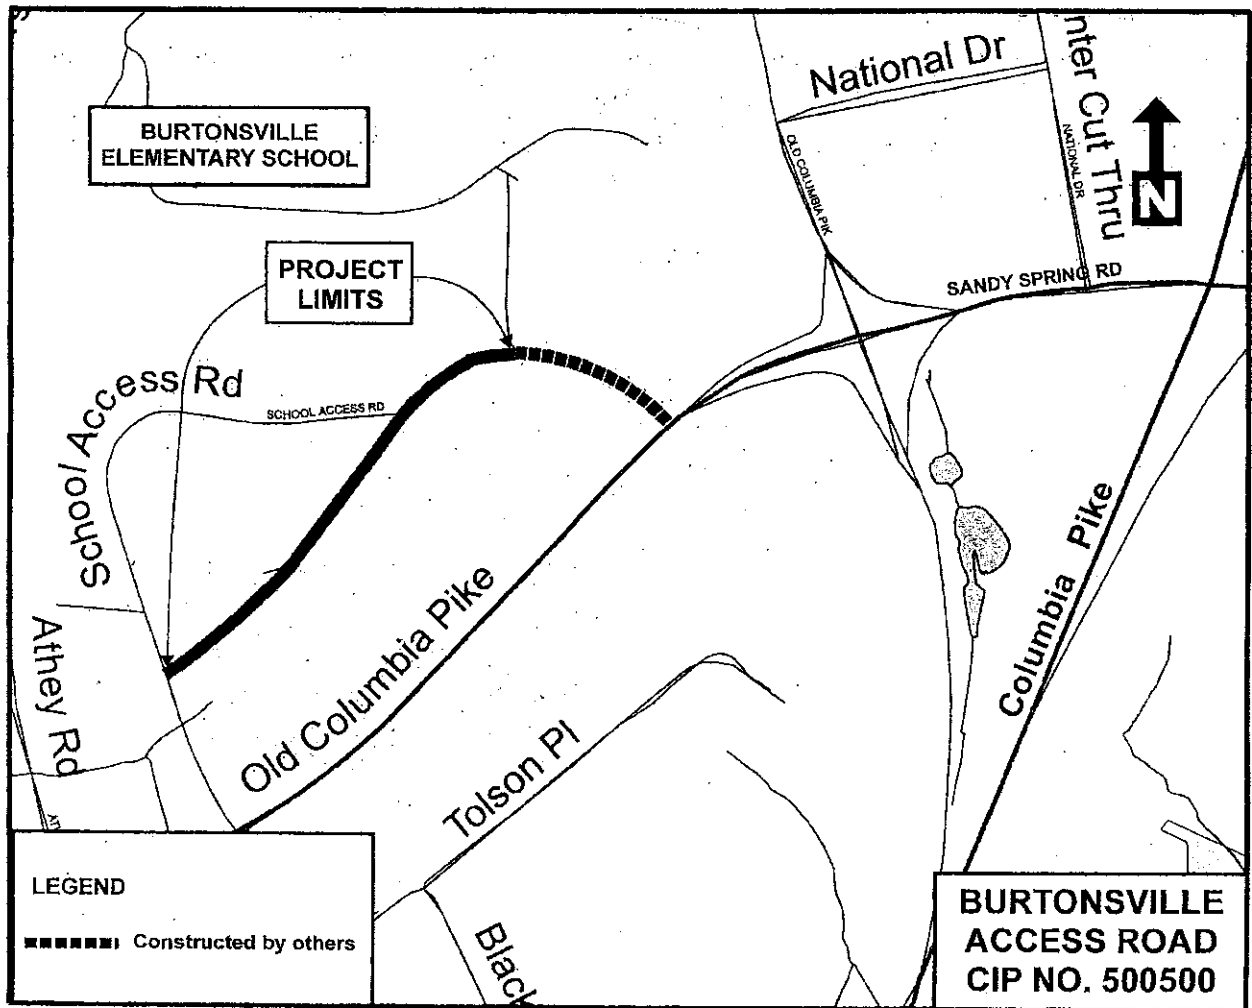 National Dr
nter Cut Thru
NATIONAL DR
OLD COLUMBIA PIK
N
BURTONSVILLE
ELEMENTARY SCHOOL
PROJECT
LIMITS
SANDY SPRING RD
School Access Rd
SCHOOL ACCESS RD
Columbia Pike
Old Columbia Pike
Athey Rd
Tolson Pl
Black
LEGEND
Constructed by others
BURTONSVILLE
ACCESS ROAD
CIP NO. 500500